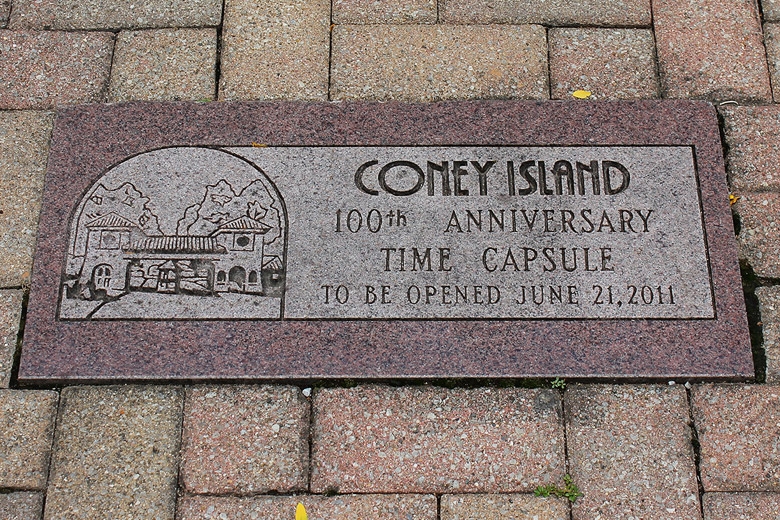 CONEY ISLAND
100th ANNIVERSARY
TIME CAPSULE
TO BE OPENED JUNE 21, 2011